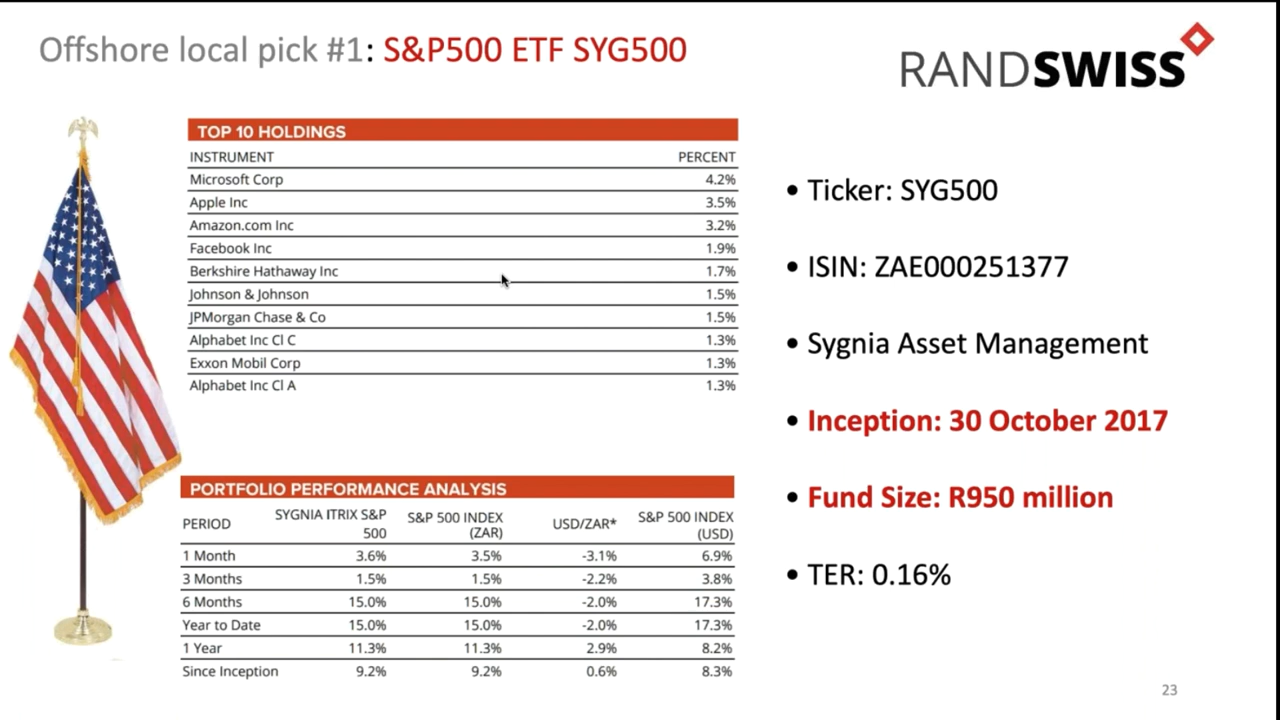 Offshore local pick #1: S&P500 ETF SYG500
RANDSWISS
TOP 10 HOLDINGS
INSTRUMENT PERCENT
Microsoft Corp 4.2%
Apple Inc 3.5%
Amazon.com Inc 3.2%
Facebook Inc 1.9%
Berkshire Hathaway Inc 1.7%
Johnson & Johnson 1.5%
JPMorgan Chase & Co 1.5%
Alphabet Inc Cl C 1.3%
Exxon Mobil Corp 1.3%
Alphabet Inc Cl A 1.3%
PORTFOLIO PERFORMANCE ANALYSIS
PERIOD SYGNIA ITRIX S&P 500 S&P 500 INDEX (ZAR) USD/ZAR* S&P 500 INDEX (USD)
1 Month 3.6% 3.5% -3.1% 6.9%
3 Months 1.5% 1.5% -2.2% 3.8%
6 Months 15.0% 15.0% -2.0% 17.3%
Year to Date 15.0% 15.0% -2.0% 17.3%
1 Year 11.3% 11.3% 2.9% 8.2%
Since Inception 9.2% 9.2% 0.6% 8.3%
• Ticker: SYG500
• ISIN: ZAE000251377
• Sygnia Asset Management
• Inception: 30 October 2017
• Fund Size: R950 million
• TER: 0.16%
23